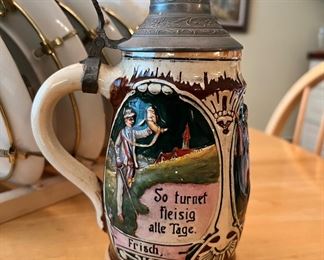 So turnet
fleisig
alle Tage.
Frisch,